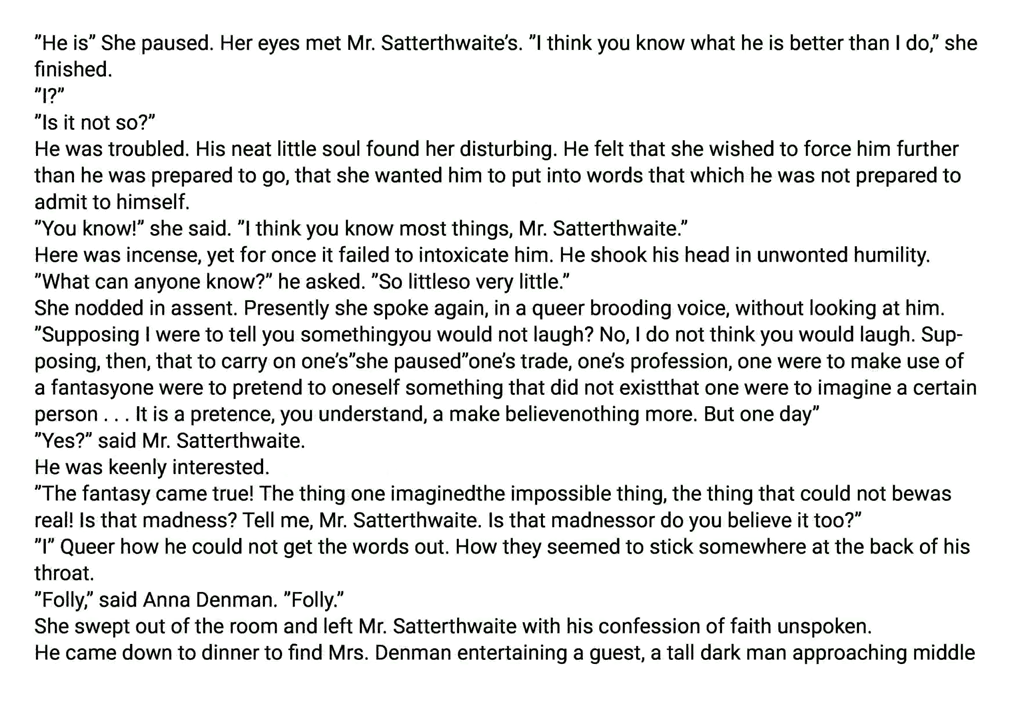 ”He is” She paused. Her eyes met Mr. Satterthwaite’s. ”I think you know what he is better than I do,” she
finished.
”I?”
”Is it not so?”
He was troubled. His neat little soul found her disturbing. He felt that she wished to force him further
than he was prepared to go, that she wanted him to put into words that which he was not prepared to
admit to himself.
”You know!” she said. ”I think you know most things, Mr. Satterthwaite.”
Here was incense, yet for once it failed to intoxicate him. He shook his head in unwonted humility.
”What can anyone know?” he asked. ”So littleso very little.”
She nodded in assent. Presently she spoke again, in a queer brooding voice, without looking at him.
”Supposing I were to tell you somethingyou would not laugh? No, I do not think you would laugh. Sup-
posing, then, that to carry on one’s”she paused”one’s trade, one’s profession, one were to make use of
a fantasyone were to pretend to oneself something that did not existthat one were to imagine a certain
person . . . It is a pretence, you understand, a make believenothing more. But one day”
”Yes?” said Mr. Satterthwaite.
He was keenly interested.
”The fantasy came true! The thing one imaginedthe impossible thing, the thing that could not bewas
real! Is that madness? Tell me, Mr. Satterthwaite. Is that madnessor do you believe it too?”
”I” Queer how he could not get the words out. How they seemed to stick somewhere at the back of his
throat.
”Folly,” said Anna Denman. ”Folly.”
She swept out of the room and left Mr. Satterthwaite with his confession of faith unspoken.
He came down to dinner to find Mrs. Denman entertaining a guest, a tall dark man approaching middle